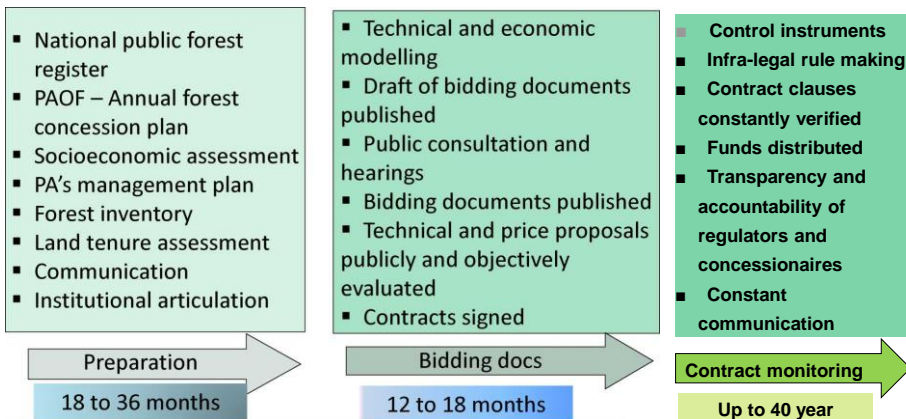 ▪ National public forest
register
▪ PAOF – Annual forest
concession plan
▪ Socioeconomic assessment
▪ PA's management plan
▪ Forest inventory
▪ Land tenure assessment
▪ Communication
▪ Institutional articulation
Preparation
18 to 36 months
▪ Technical and economic
modelling
▪ Draft of bidding documents
published
▪ Public consultation and
hearings
▪ Bidding documents published
▪ Technical and price proposals
publicly and objectively
evaluated
▪ Contracts signed
Bidding docs
12 to 18 months
■ Control instruments
■ Infra-legal rule making
■ Contract clauses
constantly verified
■ Funds distributed
■ Transparency and
accountability of
regulators and
concessionaires
■ Constant
communication
Contract monitoring
Up to 40 year